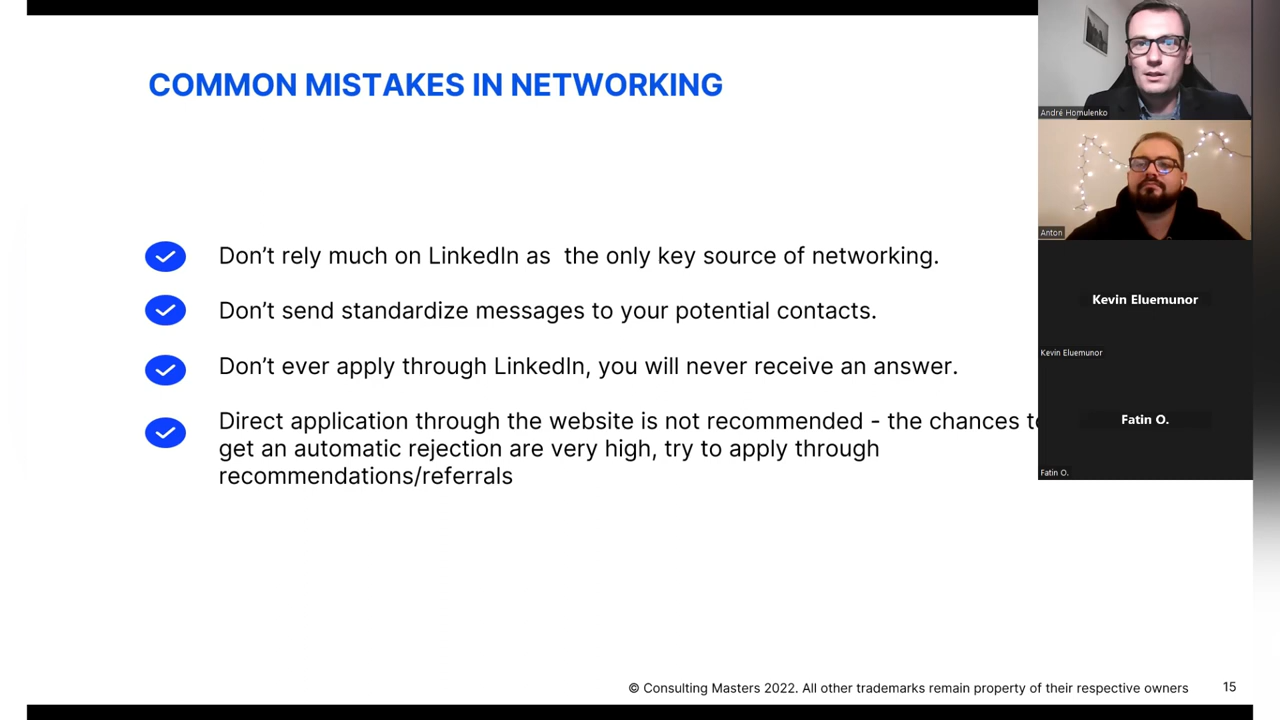 COMMON MISTAKES IN NETWORKING
Don’t rely much on LinkedIn as the only key source of networking.
Don’t send standardize messages to your potential contacts.
Don’t ever apply through LinkedIn, you will never receive an answer.
Direct application through the website is not recommended - the chances to
get an automatic rejection are very high, try to apply through
recommendations/referrals
© Consulting Masters 2022. All other trademarks remain property of their respective owners
15
André Homulenko
Anton
Kevin Eluemunor
Kevin Eluemunor
Fatin O.
Fatin O.